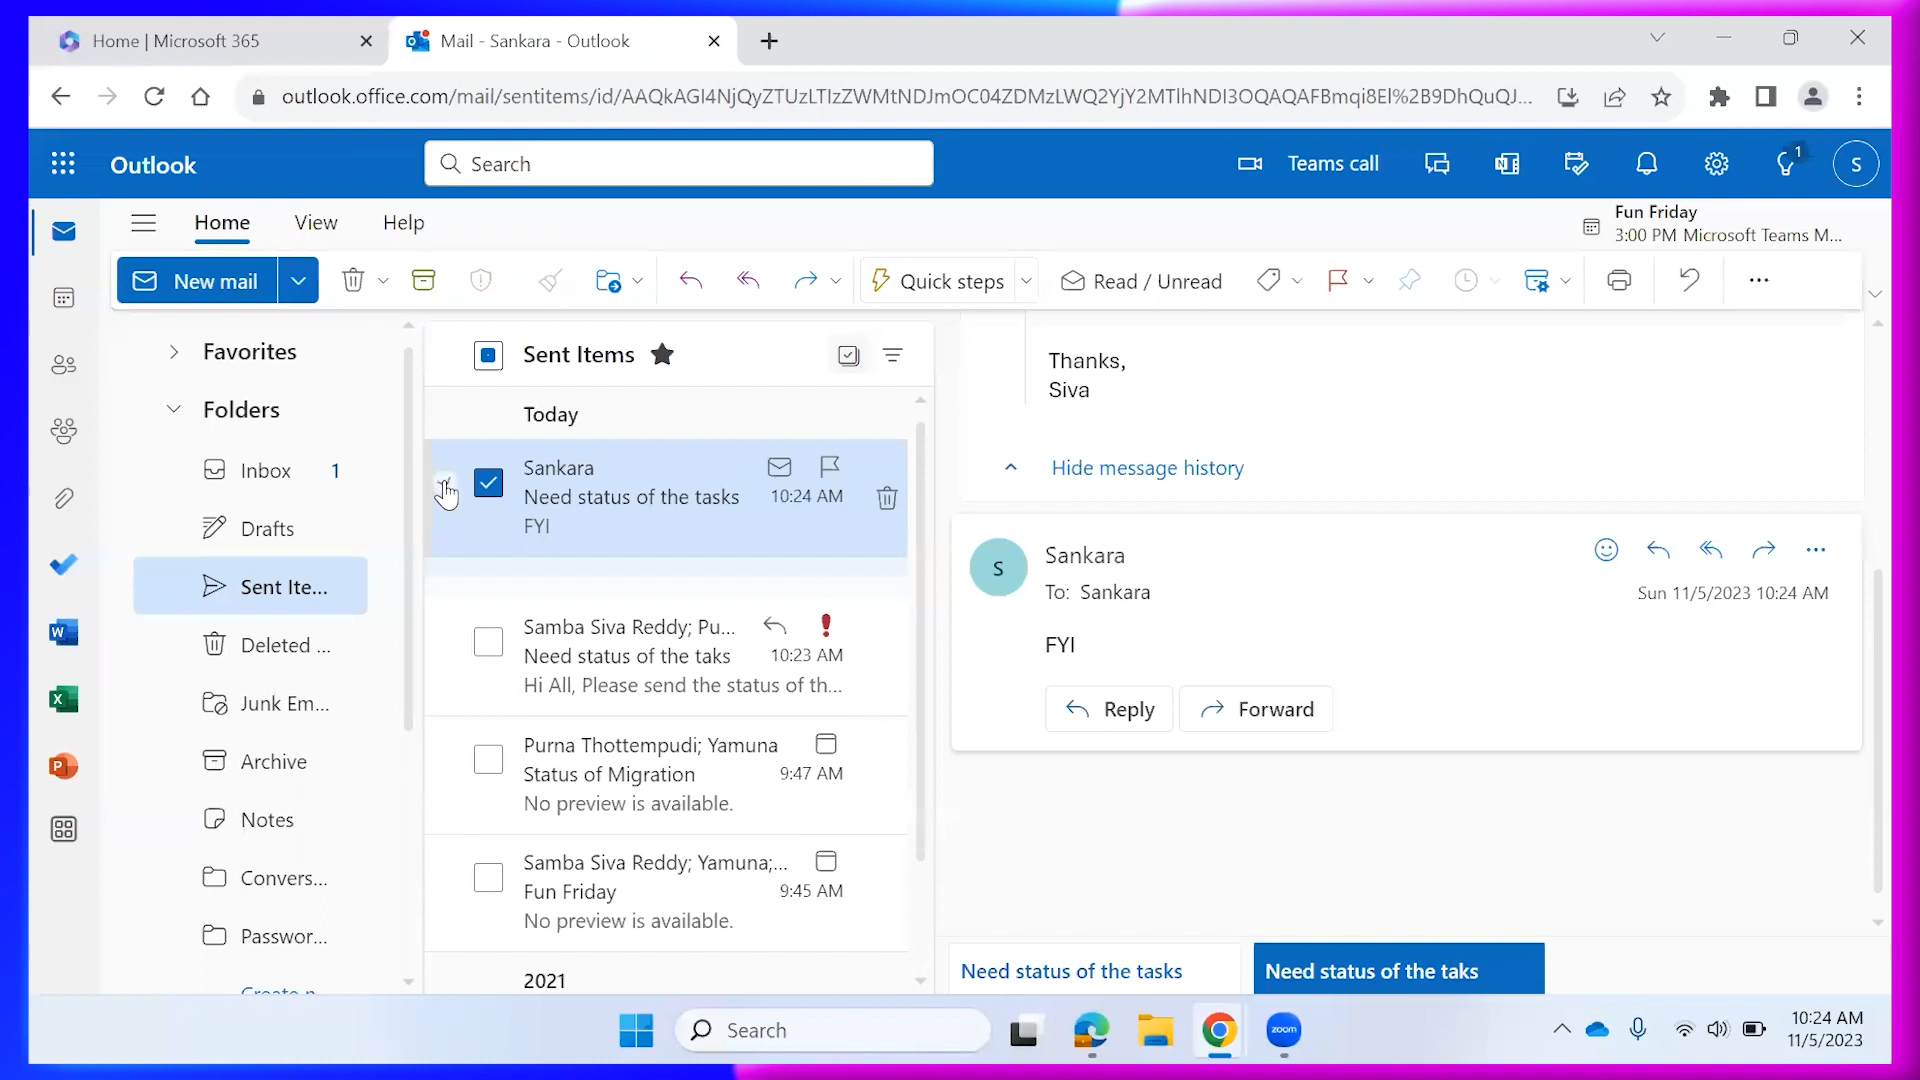 Home | Microsoft 365
Mail - Sankara - Outlook
outlook.office.com/mail/sentitems/id/AAQkAGI4NjQyZTUzLTIzZWMtNDJmOC04ZDMzLWQ2YjY2MTlhNDI3OQAQAFBmqi8El%2B9DhQuQJ...
Outlook
Search
Teams call
1
S
Home
View
Help
Fun Friday
3:00 PM Microsoft Teams M...
New mail
Quick steps
Read / Unread
Favorites
Folders
Inbox 1
Drafts
Sent Ite...
Deleted ...
Junk Em...
Archive
Notes
Convers...
Passwor...
Sent Items
Today
Sankara
Need status of the tasks 10:24 AM
FYI
Samba Siva Reddy; Pu...
Need status of the taks 10:23 AM
Hi All, Please send the status of th...
Purna Thottempudi; Yamuna
Status of Migration 9:47 AM
No preview is available.
Samba Siva Reddy; Yamuna;...
Fun Friday 9:45 AM
No preview is available.
2021
Thanks,
Siva
Hide message history
S
Sankara
To: Sankara
Sun 11/5/2023 10:24 AM
FYI
Reply
Forward
Need status of the tasks
Need status of the taks
Search
zoom
10:24 AM
11/5/2023